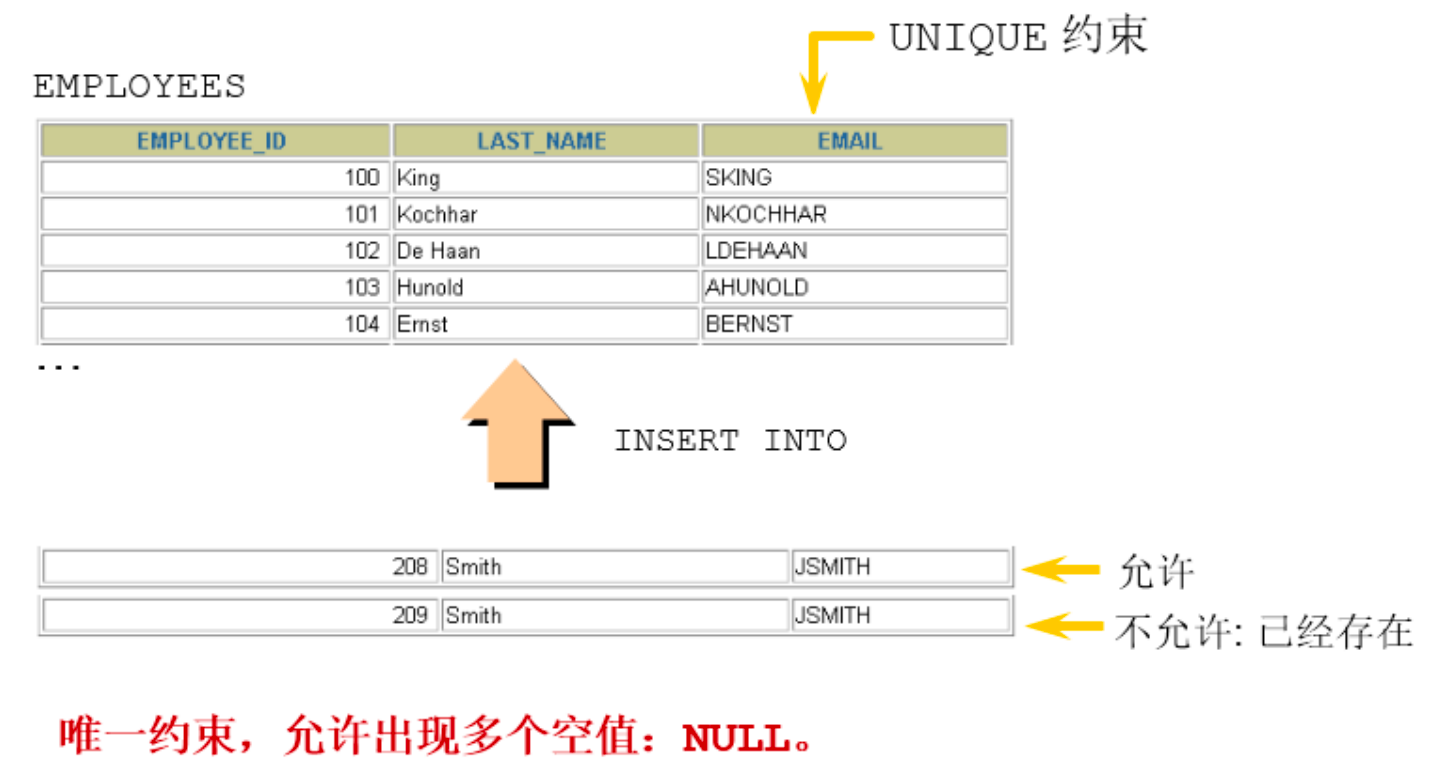 UNIQUE 约束
EMPLOYEES
EMPLOYEE_ID LAST_NAME EMAIL
100 King SKING
101 Kochhar NKOCHHAR
102 De Haan LDEHAAN
103 Hunold AHUNOLD
104 Ernst BERNST
...
INSERT INTO
208 Smith JSMITH 允许
209 Smith JSMITH 不允许: 已经存在
唯一约束，允许出现多个空值：NULL。